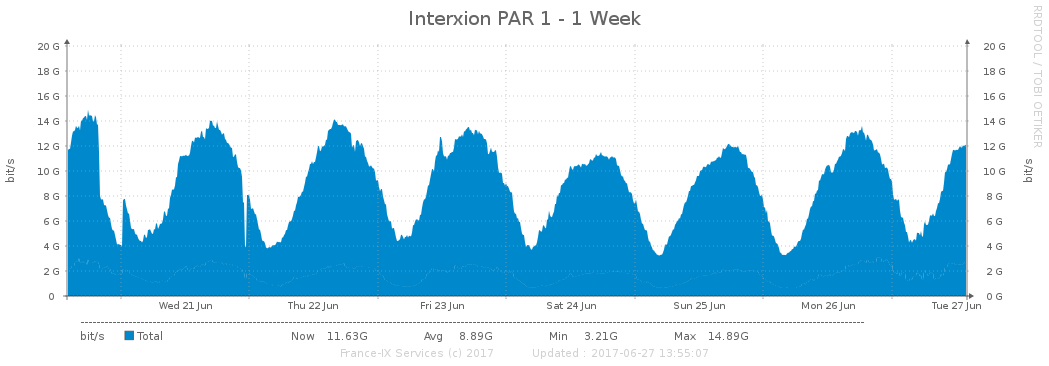 Interxion PAR 1 - 1 Week
RRDTOOL / TOBI OETIKER
20 G 20 G
18 G 18 G
16 G 16 G
14 G 14 G
12 G 12 G
10 G 10 G
8 G 8 G
6 G 6 G
4 G 4 G
2 G 2 G
0 0 G
bit/s bit/s
Wed 21 Jun Thu 22 Jun Fri 23 Jun Sat 24 Jun Sun 25 Jun Mon 26 Jun Tue 27 Jun
bit/s Total Now 11.63G Avg 8.89G Min 3.21G Max 14.89G
France-IX Services (c) 2017 Updated : 2017-06-27 13:55:07